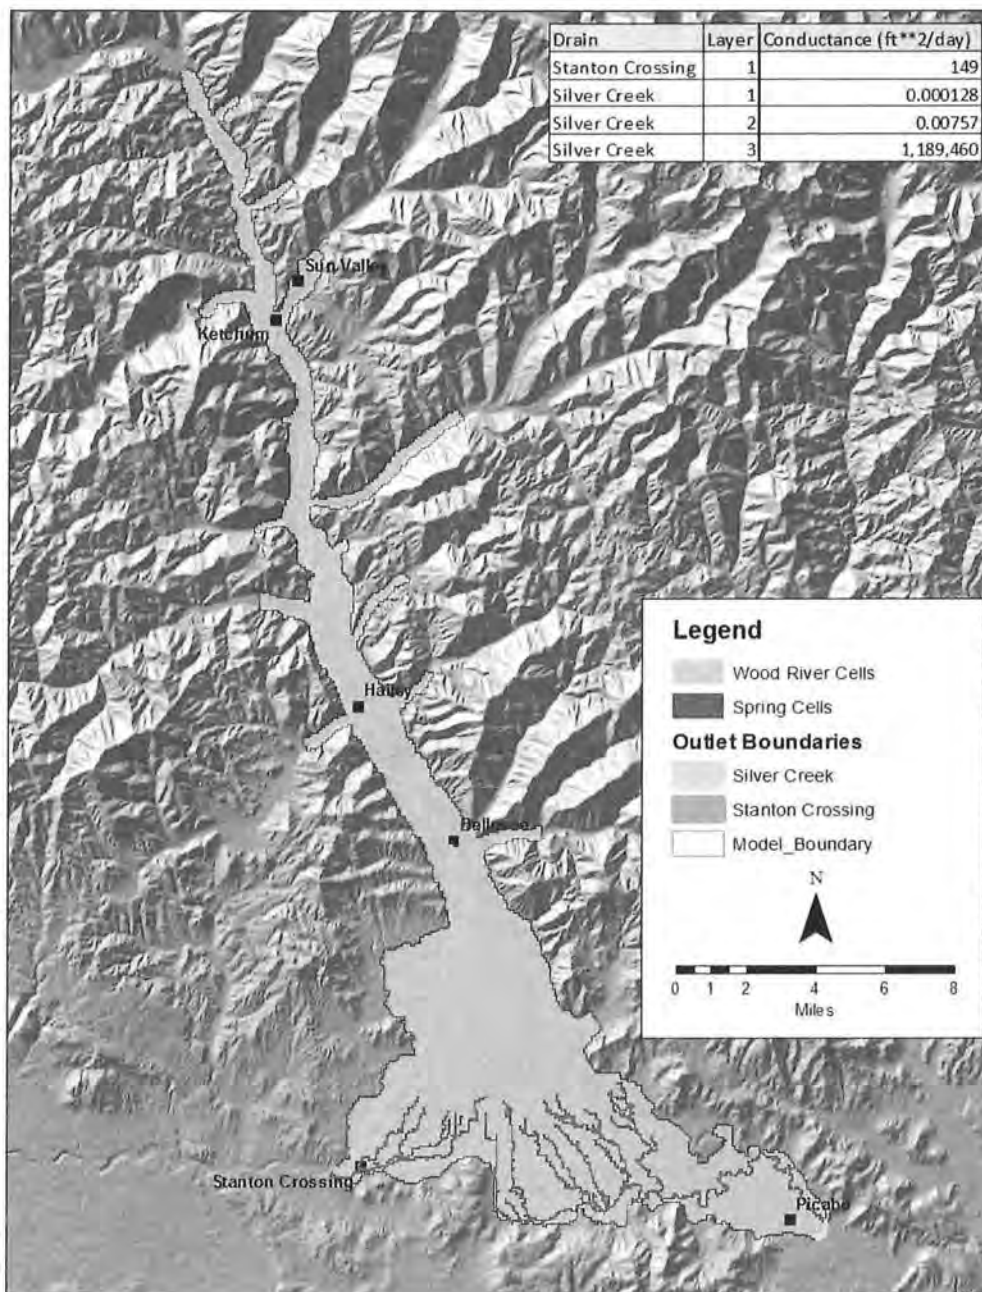 Drain Layer Conductance (ft**2/day)
Stanton Crossing 1 149
Silver Creek 1 0.000128
Silver Creek 2 0.00757
Silver Creek 3 1,189,460
Sun Valley
Ketchum
Hailey
Bellevue
Stanton Crossing
Picabo
Legend
Wood River Cells
Spring Cells
Outlet Boundaries
Silver Creek
Stanton Crossing
Model_Boundary
N
0 1 2 4 6 8
Miles